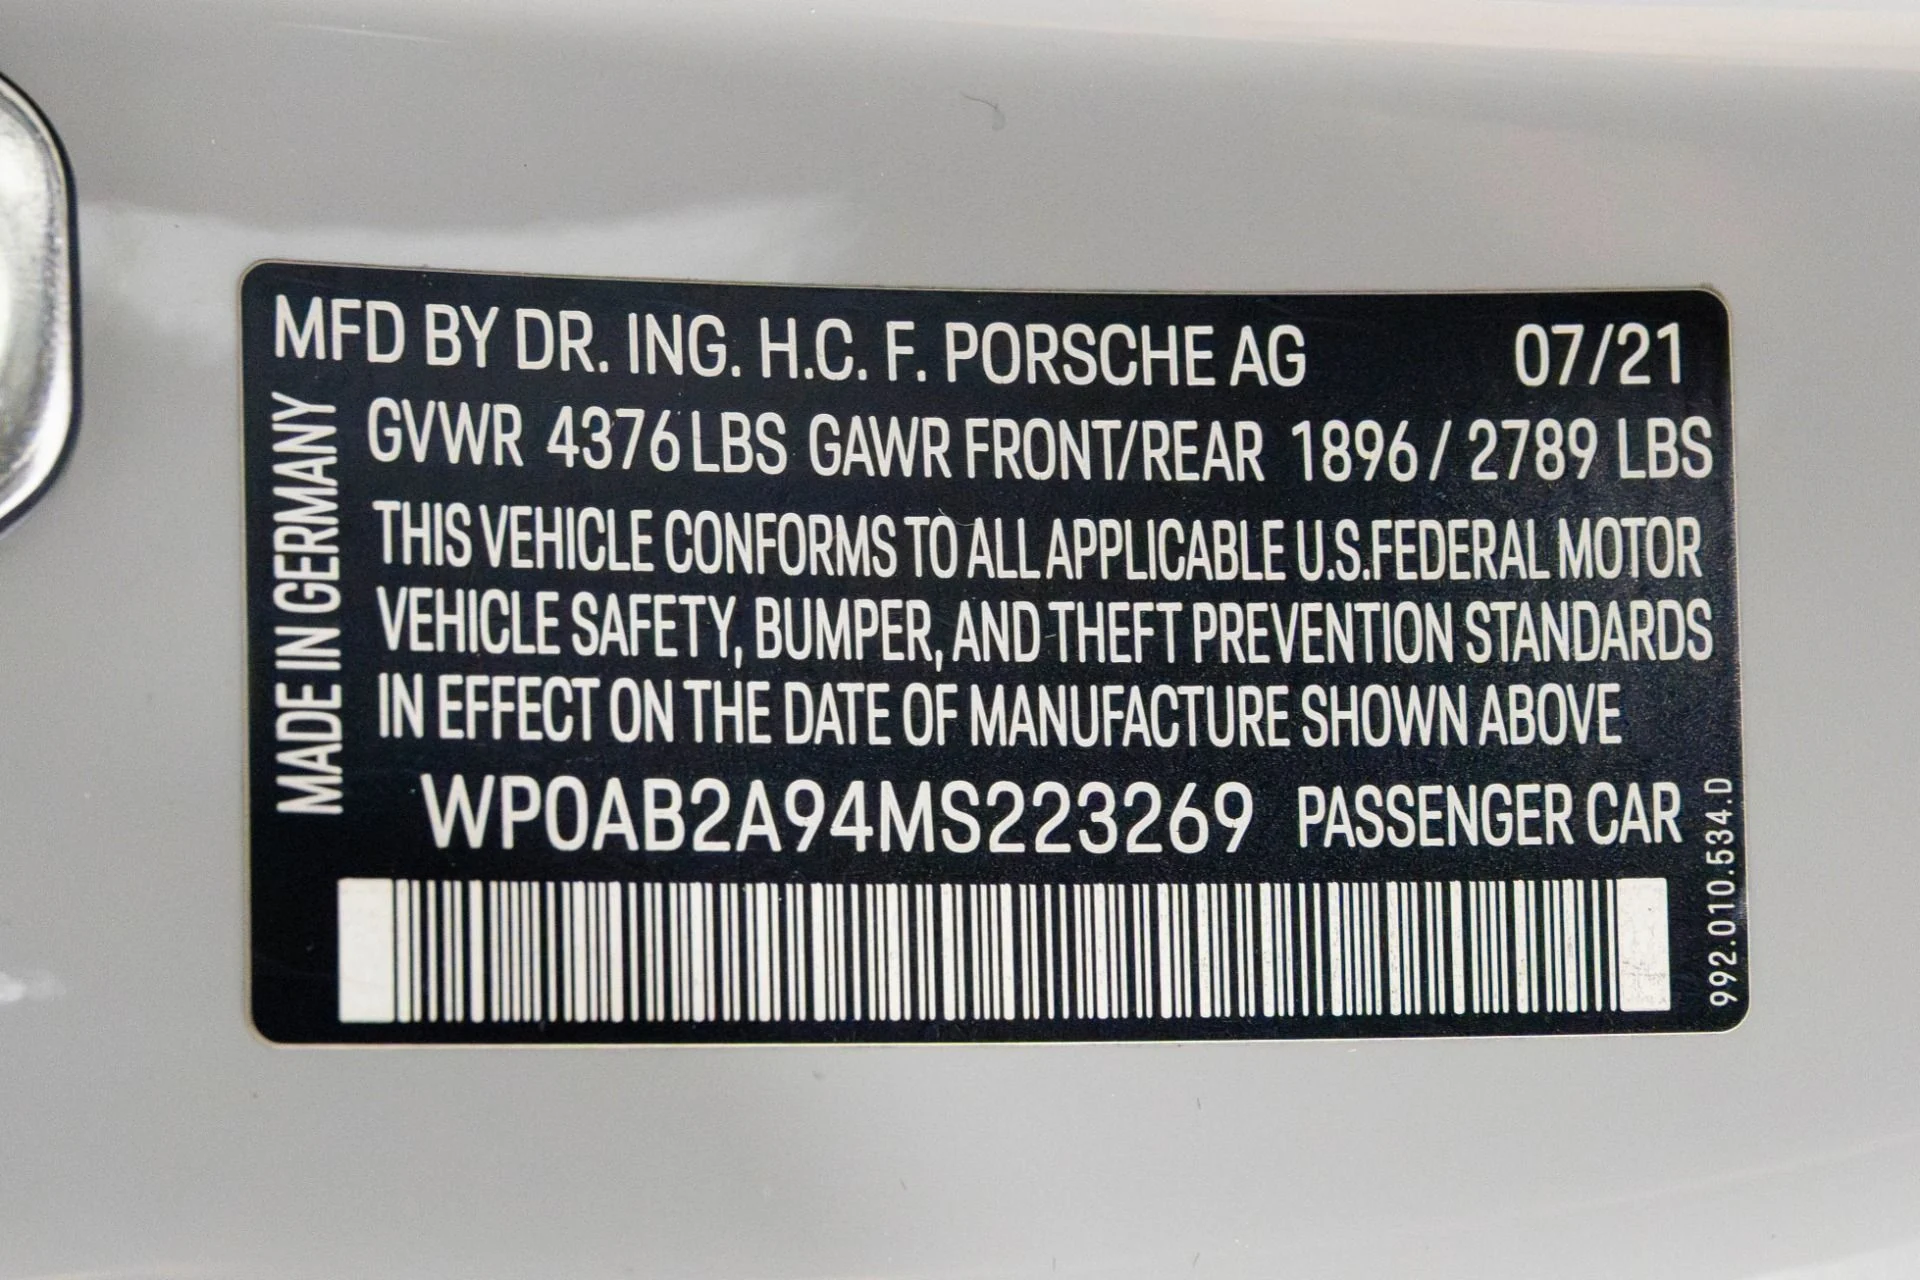 MFD BY DR. ING. H.C. F. PORSCHE AG 07/21
GVWR 4376 LBS GAWR FRONT/REAR 1896 / 2789 LBS
THIS VEHICLE CONFORMS TO ALL APPLICABLE U.S.FEDERAL MOTOR
VEHICLE SAFETY, BUMPER, AND THEFT PREVENTION STANDARDS
IN EFFECT ON THE DATE OF MANUFACTURE SHOWN ABOVE
WP0AB2A94MS223269 PASSENGER CAR
MADE IN GERMANY
992.010.534.D